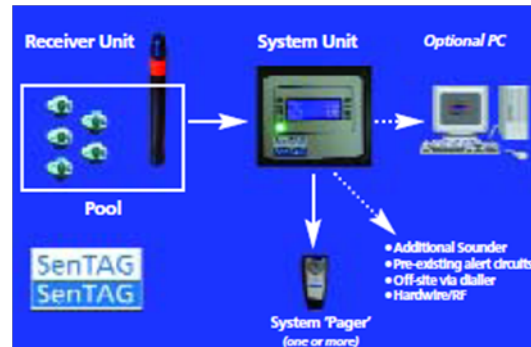 Receiver Unit
System Unit
Optional PC
Pool
SenTAG
SenTAG
• Additional Sounder
• Pre-existing alert circuits
• Off-site via dialler
• Hardwire/RF
System 'Pager'
(one or more)